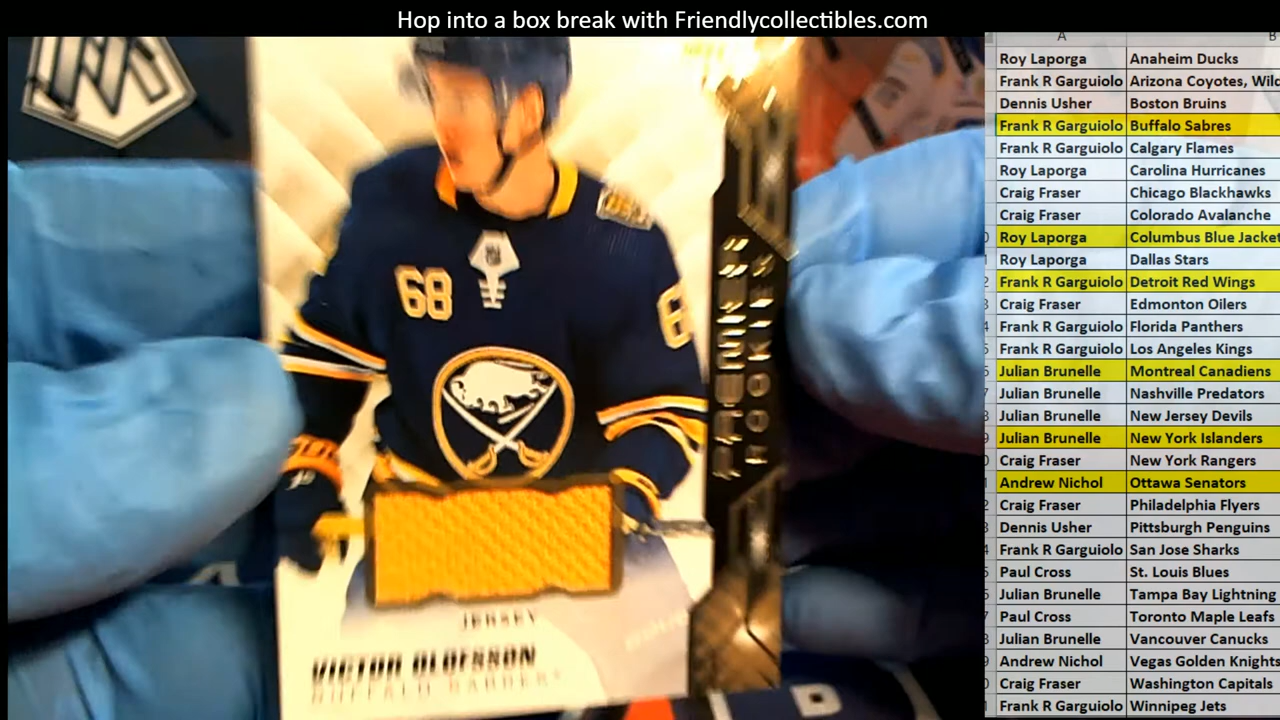 Hop into a box break with Friendlycollectibles.com
A B
Roy Laporga Anaheim Ducks
Frank R Garguiolo Arizona Coyotes, Wild
Dennis Usher Boston Bruins
Frank R Garguiolo Buffalo Sabres
Frank R Garguiolo Calgary Flames
Roy Laporga Carolina Hurricanes
Craig Fraser Chicago Blackhawks
Craig Fraser Colorado Avalanche
Roy Laporga Columbus Blue Jacket
Roy Laporga Dallas Stars
Frank R Garguiolo Detroit Red Wings
Craig Fraser Edmonton Oilers
Frank R Garguiolo Florida Panthers
Frank R Garguiolo Los Angeles Kings
Julian Brunelle Montreal Canadiens
Julian Brunelle Nashville Predators
Julian Brunelle New Jersey Devils
Julian Brunelle New York Islanders
Craig Fraser New York Rangers
Andrew Nichol Ottawa Senators
Craig Fraser Philadelphia Flyers
Dennis Usher Pittsburgh Penguins
Frank R Garguiolo San Jose Sharks
Paul Cross St. Louis Blues
Julian Brunelle Tampa Bay Lightning
Paul Cross Toronto Maple Leafs
Julian Brunelle Vancouver Canucks
Andrew Nichol Vegas Golden Knights
Craig Fraser Washington Capitals
Frank R Garguiolo Winnipeg Jets
68
PREMIUM
ROOKIES
JERSEY
VICTOR OLOFSSON
BUFFALO SABRES